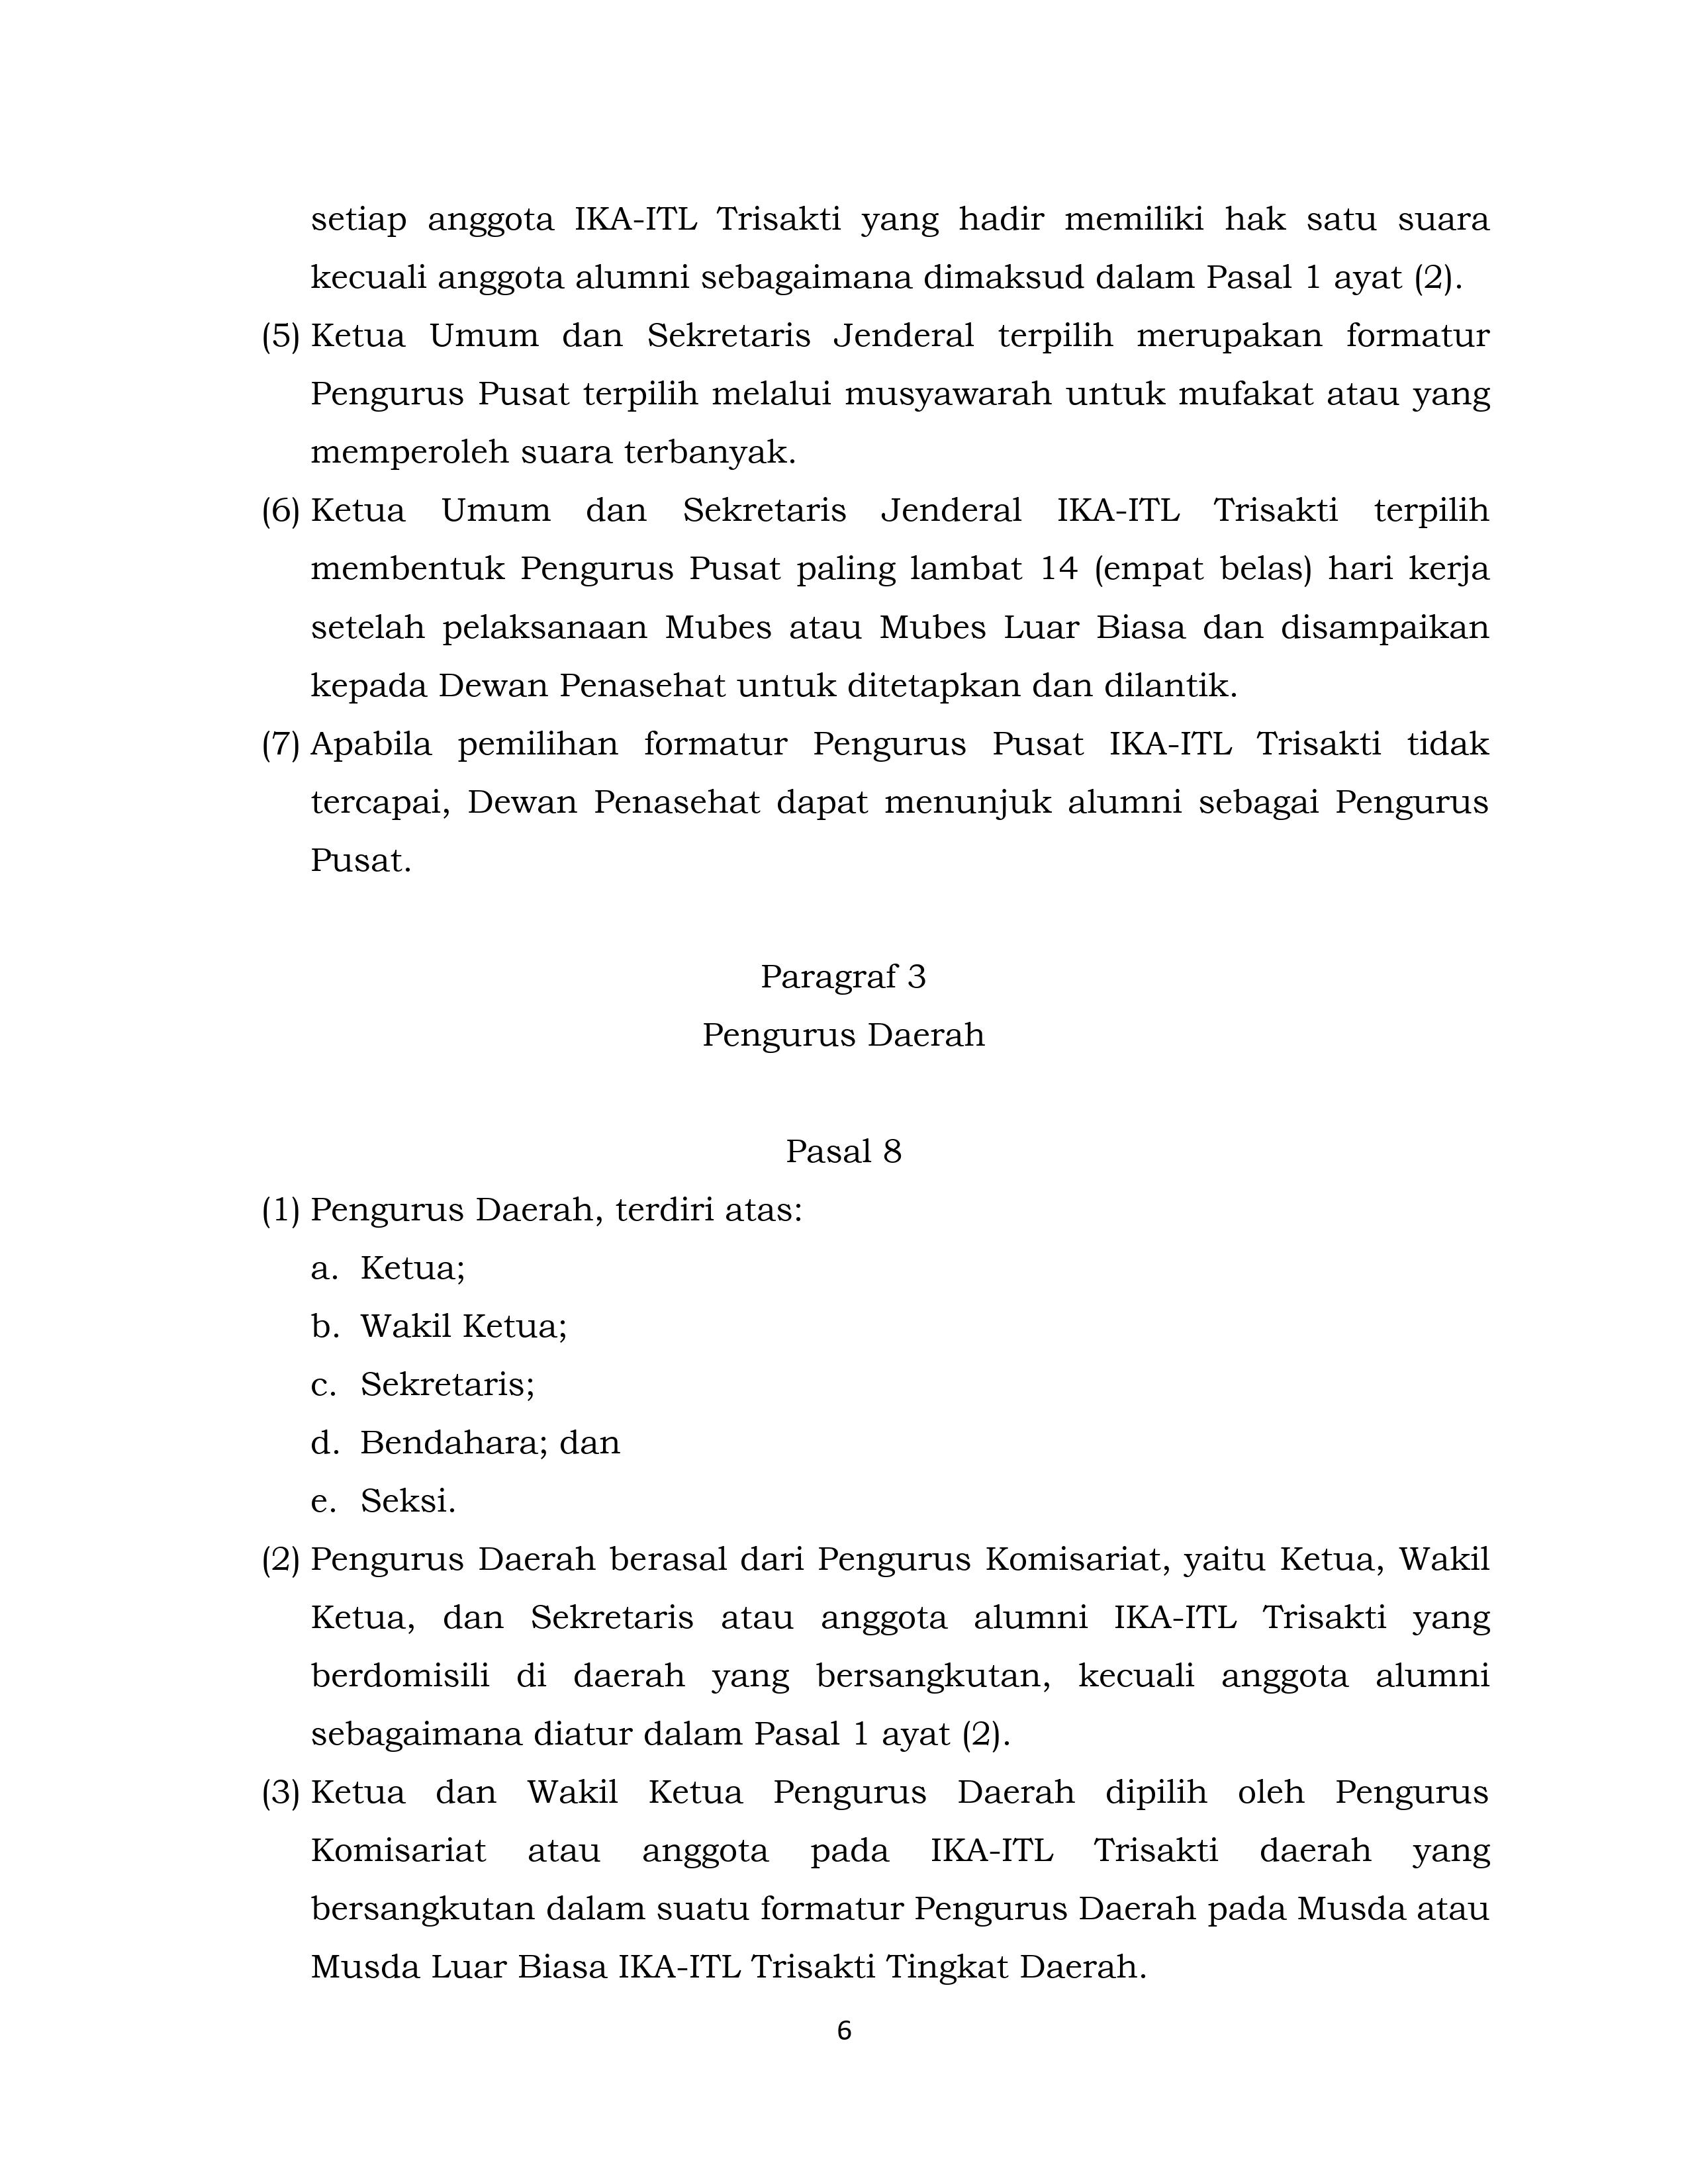 setiap anggota IKA-ITL Trisakti yang hadir memiliki hak satu suara
kecuali anggota alumni sebagaimana dimaksud dalam Pasal 1 ayat (2).
(5) Ketua Umum dan Sekretaris Jenderal terpilih merupakan formatur
Pengurus Pusat terpilih melalui musyawarah untuk mufakat atau yang
memperoleh suara terbanyak.
(6) Ketua Umum dan Sekretaris Jenderal IKA-ITL Trisakti terpilih
membentuk Pengurus Pusat paling lambat 14 (empat belas) hari kerja
setelah pelaksanaan Mubes atau Mubes Luar Biasa dan disampaikan
kepada Dewan Penasehat untuk ditetapkan dan dilantik.
(7) Apabila pemilihan formatur Pengurus Pusat IKA-ITL Trisakti tidak
tercapai, Dewan Penasehat dapat menunjuk alumni sebagai Pengurus
Pusat.
Paragraf 3
Pengurus Daerah
Pasal 8
(1) Pengurus Daerah, terdiri atas:
a. Ketua;
b. Wakil Ketua;
c. Sekretaris;
d. Bendahara; dan
e. Seksi.
(2) Pengurus Daerah berasal dari Pengurus Komisariat, yaitu Ketua, Wakil
Ketua, dan Sekretaris atau anggota alumni IKA-ITL Trisakti yang
berdomisili di daerah yang bersangkutan, kecuali anggota alumni
sebagaimana diatur dalam Pasal 1 ayat (2).
(3) Ketua dan Wakil Ketua Pengurus Daerah dipilih oleh Pengurus
Komisariat atau anggota pada IKA-ITL Trisakti daerah yang
bersangkutan dalam suatu formatur Pengurus Daerah pada Musda atau
Musda Luar Biasa IKA-ITL Trisakti Tingkat Daerah.
6